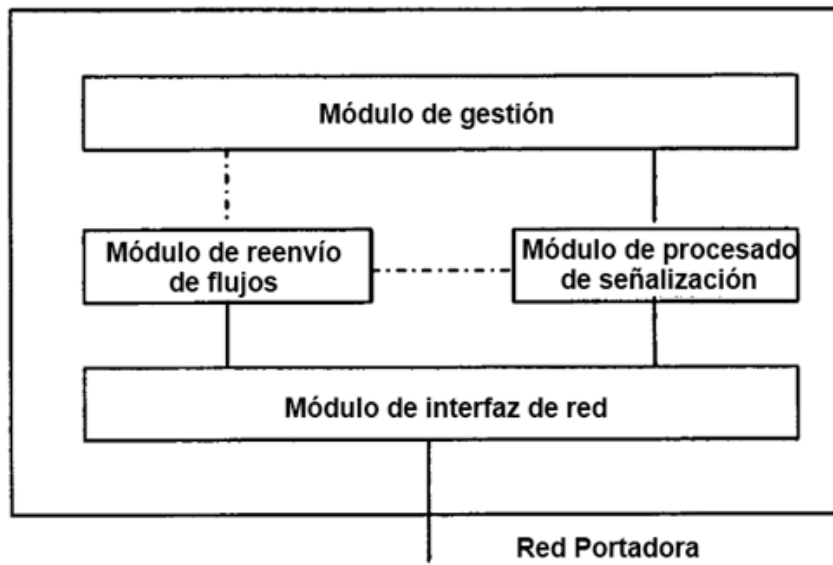 Módulo de gestión
Módulo de reenvío
de flujos
Módulo de procesado
de señalización
Módulo de interfaz de red
Red Portadora